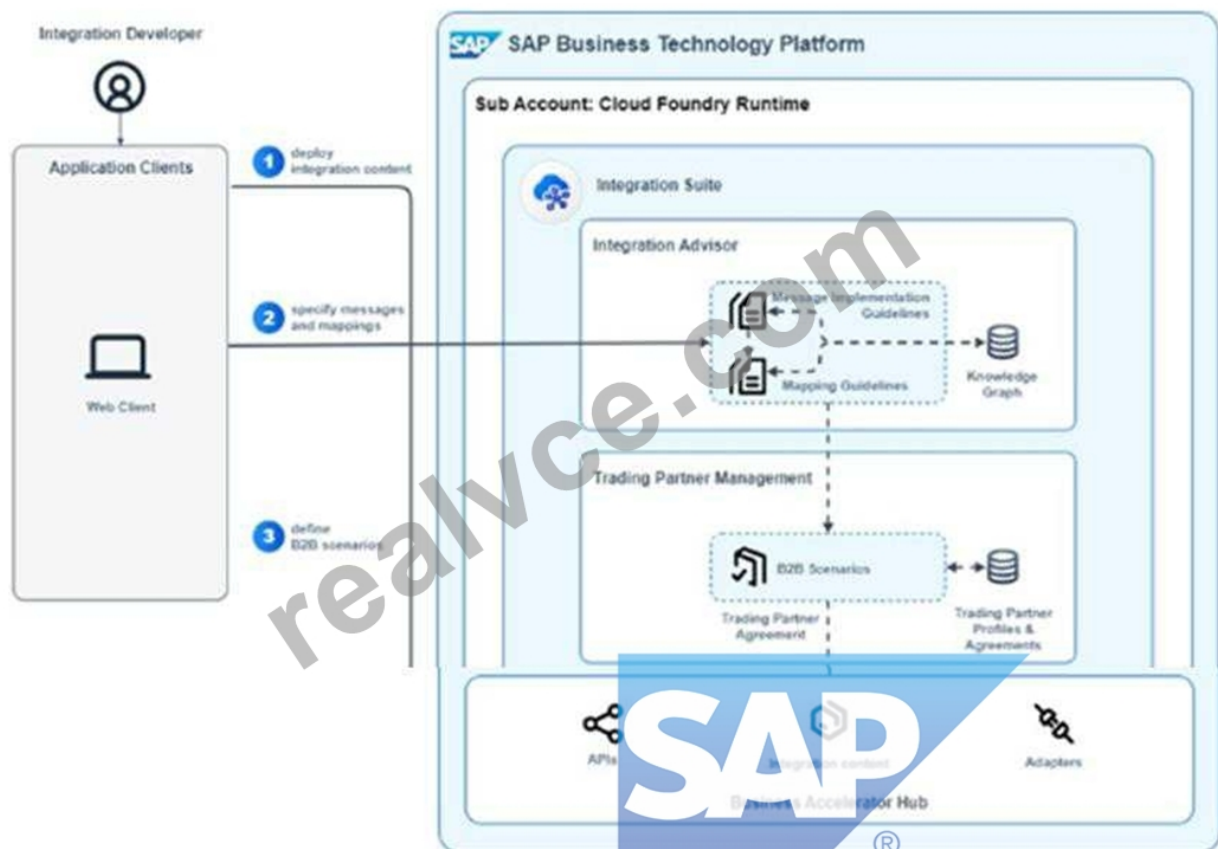 Integration Developer
SAP
SAP Business Technology Platform
Sub Account: Cloud Foundry Runtime
Application Clients
1
deploy
integration content
Integration Suite
Integration Advisor
2
specify messages
and mappings
Message Implementation
Guidelines
Mapping Guidelines
Knowledge
Graph
Web Client
Trading Partner Management
3
define
B2B scenarios
B2B Scenarios
Trading Partner
Agreement
Trading Partner
Profiles &
Agreements
realvce.com
SAP
®
APIs
Integration content
Adapters
Business Accelerator Hub